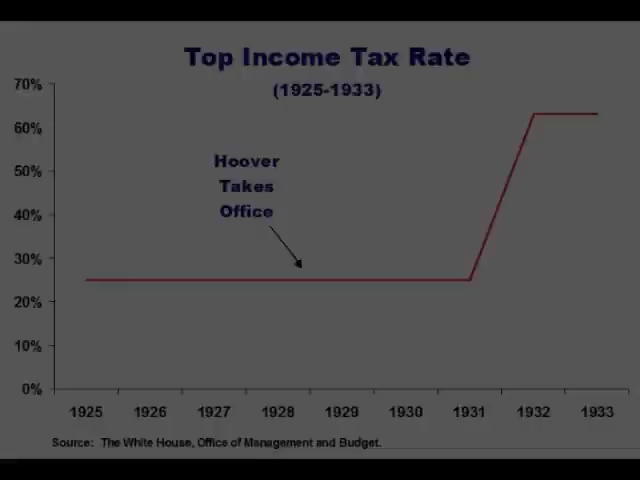 Top Income Tax Rate
(1925-1933)
70%
60%
50%
40%
30%
20%
10%
0%
Hoover
Takes
Office
1925 1926 1927 1928 1929 1930 1931 1932 1933
Source: The White House, Office of Management and Budget.